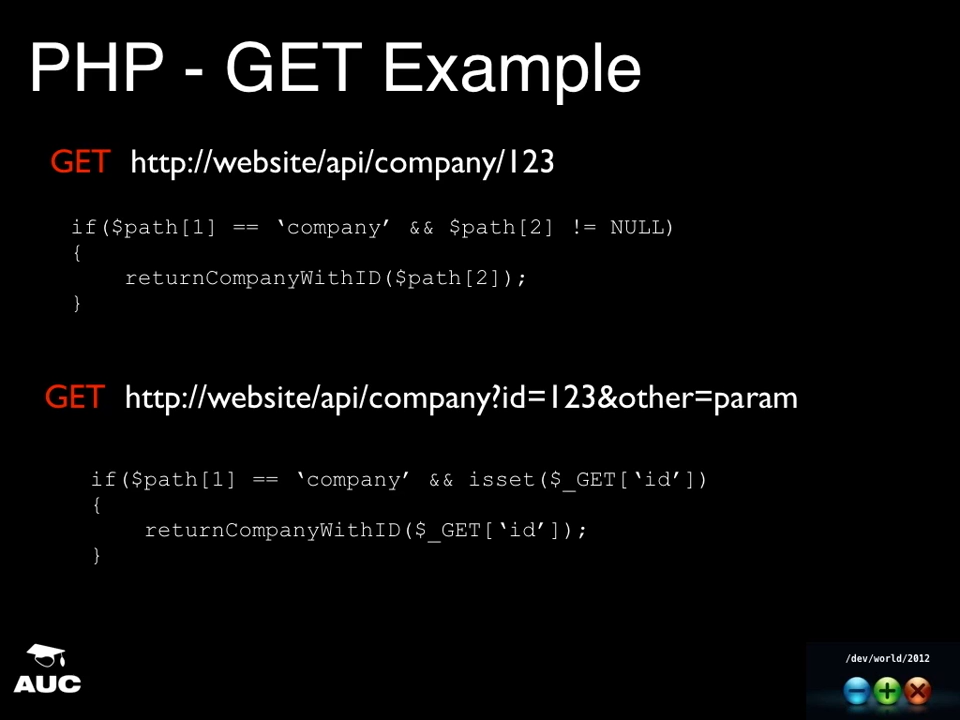 PHP - GET Example
GET http://website/api/company/123
if($path[1] == ‘company’ && $path[2] != NULL)
{
returnCompanyWithID($path[2]);
}
GET http://website/api/company?id=123&other=param
if($path[1] == ‘company’ && isset($_GET[‘id’])
{
returnCompanyWithID($_GET[‘id’]);
}
AUC
/dev/world/2012